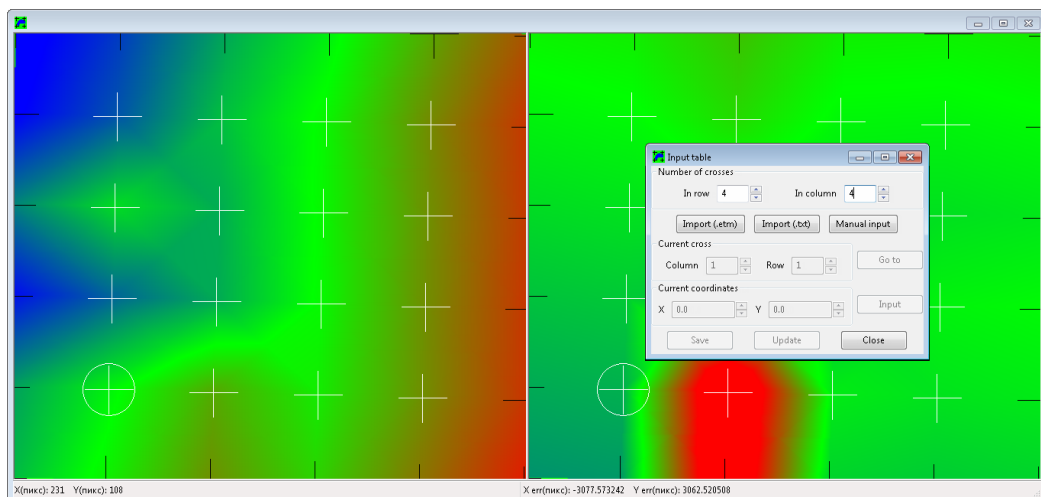 Input table
Number of crosses
In row 4 In column 4
Import (.etm) Import (.txt) Manual input
Current cross
Column 1 Row 1 Go to
Current coordinates
X 0.0 Y 0.0 Input
Save Update Close
X(пикс): 231 Y(пикс): 108 X err(пикс): -3077.573242 Y err(пикс): 3062.520508